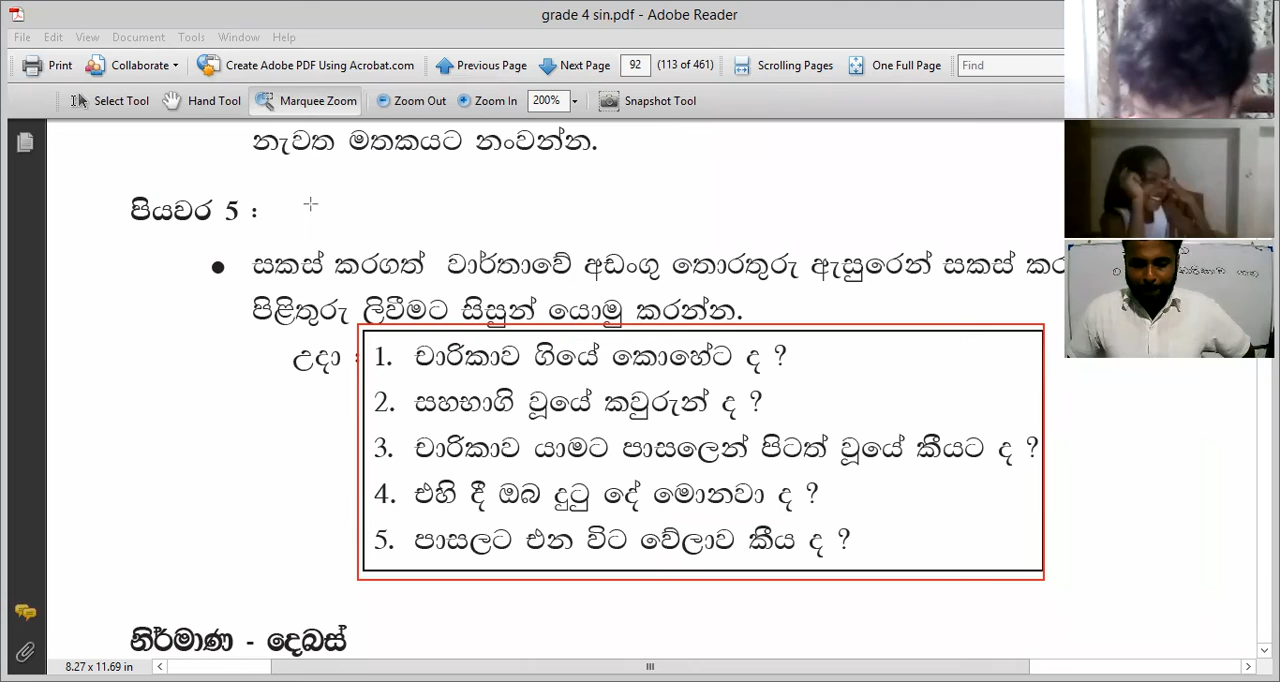 grade 4 sin.pdf - Adobe Reader
File Edit View Document Tools Window Help
Print Collaborate Create Adobe PDF Using Acrobat.com Previous Page Next Page 92 (113 of 461) Scrolling Pages One Full Page Find
Select Tool Hand Tool Marquee Zoom Zoom Out Zoom In 200% Snapshot Tool
නැවත මතකයට නංවන්න.
පියවර 5 :
● සකස් කරගත් වාර්තාවේ අඩංගු තොරතුරු ඇසුරෙන් සකස් කර
පිළිතුරු ලිවීමට සිසුන් යොමු කරන්න.
උදා :
1. චාරිකාව ගියේ කොහේට ද ?
2. සහභාගි වූයේ කවුරුන් ද ?
3. චාරිකාව යාමට පාසලෙන් පිටත් වූයේ කීයට ද ?
4. එහි දී ඔබ දුටු දේ මොනවා ද ?
5. පාසලට එන විට වේලාව කීය ද ?
නිර්මාණ - දෙබස්
8.27 x 11.69 in